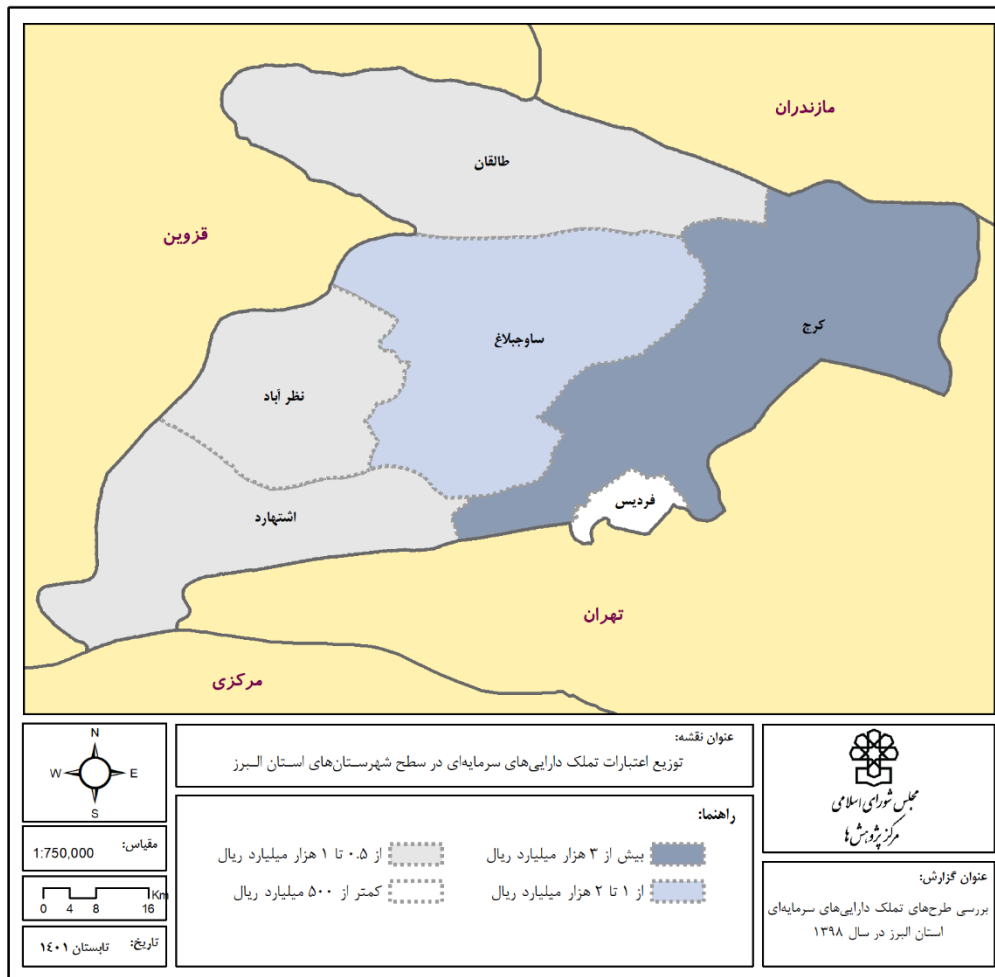 مازندران
طالقان
قزوین
کرج
ساوجبلاغ
نظر آباد
فردیس
اشتهارد
تهران
مرکزی
عنوان نقشه:
توزیع اعتبارات تملک دارایی‌های سرمایه‌ای در سطح شهرستان‌های استان البرز
راهنما:
بیش از ۳ هزار میلیارد ریال
از ۰.۵ تا ۱ هزار میلیارد ریال
از ۱ تا ۲ هزار میلیارد ریال
کمتر از ۵۰۰ میلیارد ریال
مجلس شورای اسلامی
مرکز پژوهش‌ها
عنوان گزارش:
بررسی طرح‌های تملک دارایی‌های سرمایه‌ای
استان البرز در سال ۱۳۹۸
N
W E
S
مقیاس: 1:750,000
Km
0 4 8 16
تاریخ: تابستان ۱٤۰۱